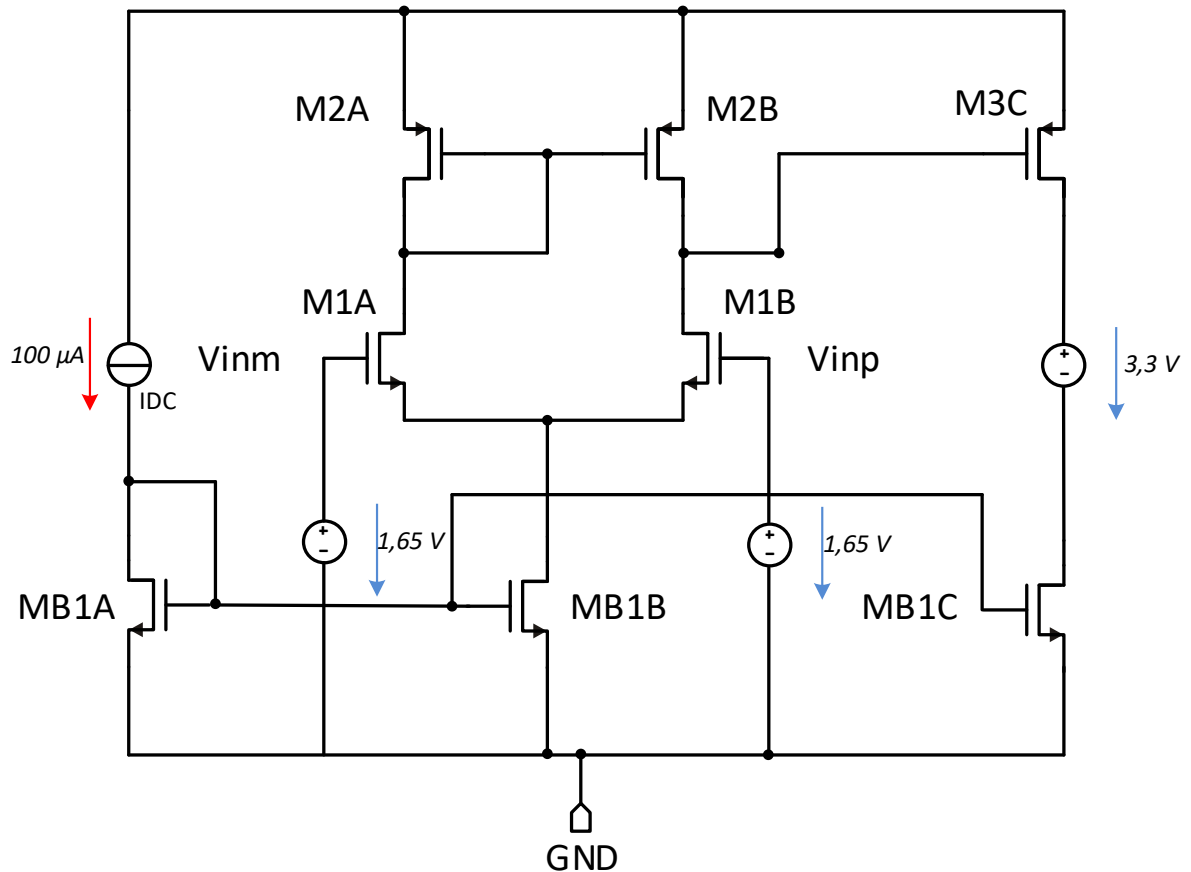 M2A
M2B
M3C
M1A
M1B
100 µA
Vinm
Vinp
3,3 V
IDC
+
-
1,65 V
+
-
1,65 V
+
-
MB1A
MB1B
MB1C
GND